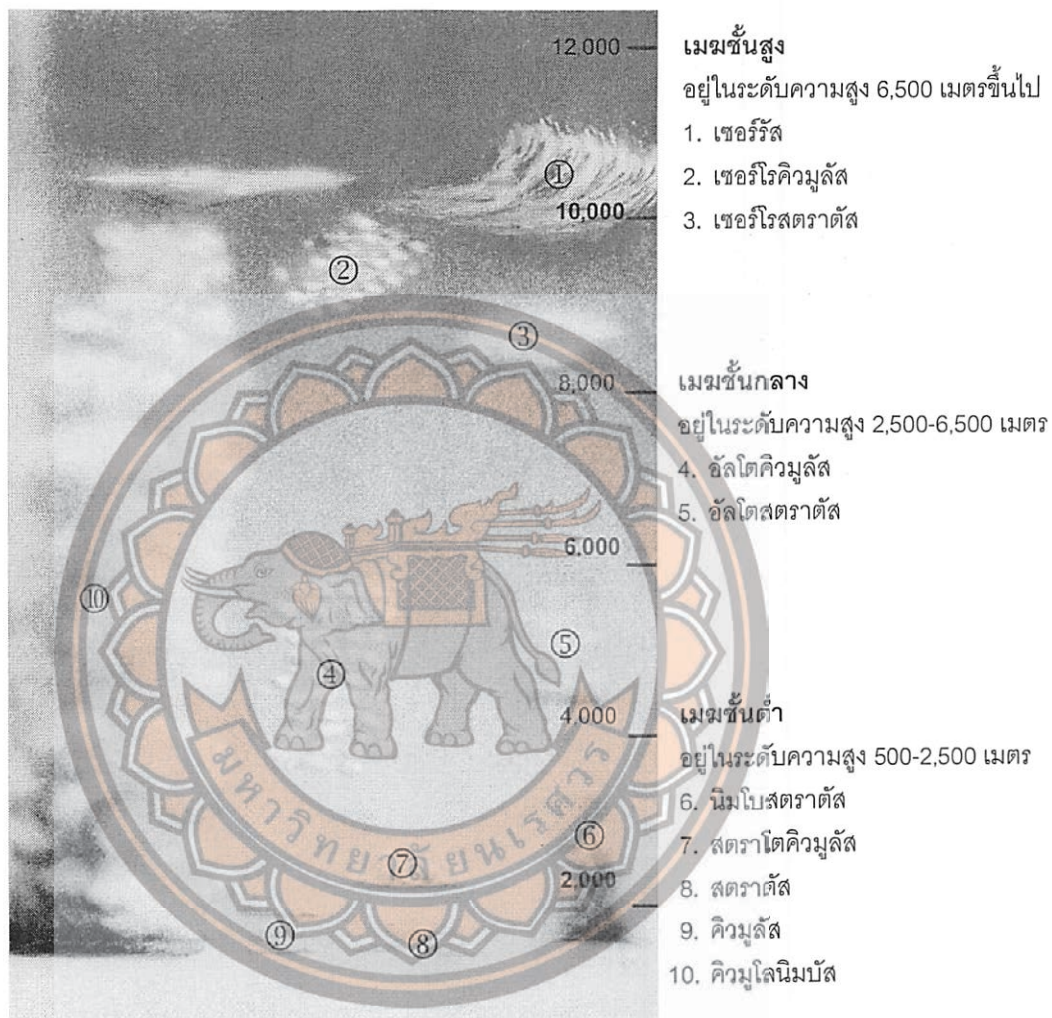 12,000
เมฆชั้นสูง
อยู่ในระดับความสูง 6,500 เมตรขึ้นไป
1. เซอร์รัส
2. เซอร์โรคิวมูลัส
3. เซอร์โรสตราตัส
①
10,000
②
③
8,000
เมฆชั้นกลาง
อยู่ในระดับความสูง 2,500-6,500 เมตร
4. อัลโตคิวมูลัส
5. อัลโตสตราตัส
6,000
⑩
⑤
④
4,000
เมฆชั้นต่ำ
อยู่ในระดับความสูง 500-2,500 เมตร
6. นิมโบสตราตัส
7. สตราโตคิวมูลัส
8. สตราตัส
9. คิวมูลัส
10. คิวมูโลนิมบัส
มหาวิทยาลัยนเรศวร
⑥
⑦
2,000
⑨
⑧